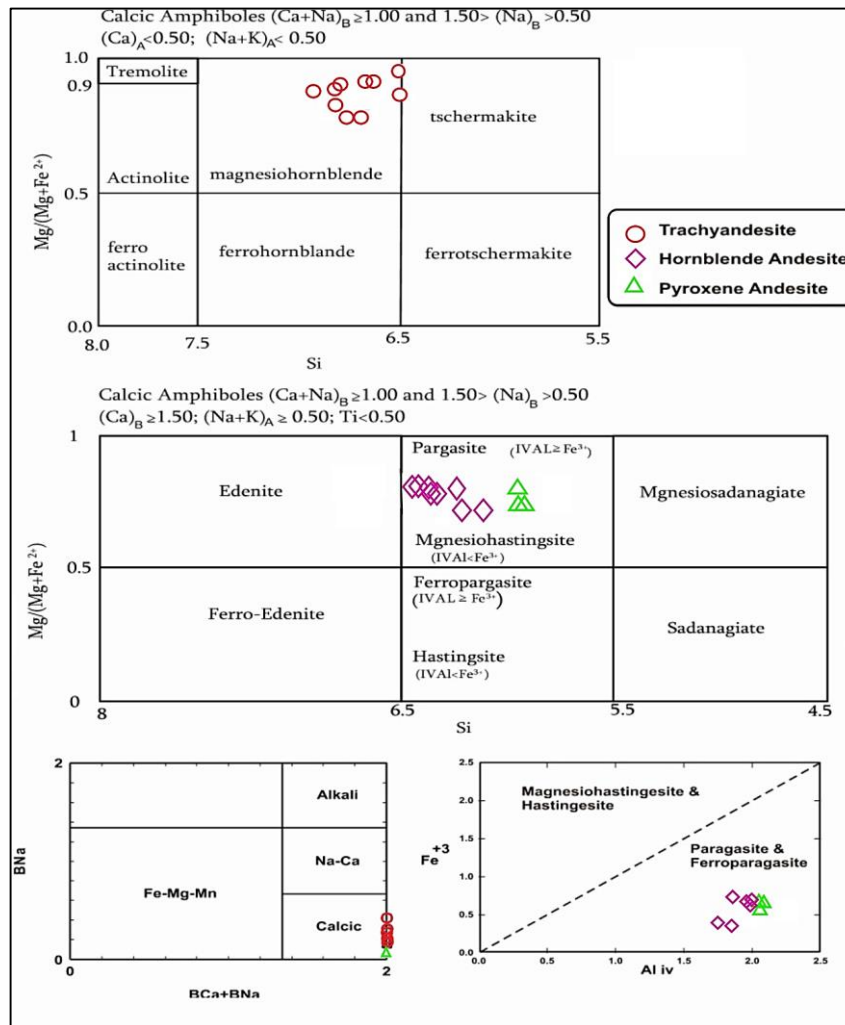 Calcic Amphiboles (Ca+Na)B ≥1.00 and 1.50> (Na)B >0.50
(Ca)A<0.50; (Na+K)A< 0.50
1.0
0.9
0.5
0.0
Mg/(Mg+Fe 2+)
Tremolite
Actinolite
magnesiohornblende
tschermakite
ferro
actinolite
ferrohornblande
ferrotschermakite
8.0
7.5
6.5
5.5
Si
Trachyandesite
Hornblende Andesite
Pyroxene Andesite
Calcic Amphiboles (Ca+Na)B ≥1.00 and 1.50> (Na)B >0.50
(Ca)B ≥1.50; (Na+K)A ≥ 0.50; Ti<0.50
1
0.5
0
Mg/(Mg+Fe2+)
Edenite
Pargasite (IVAL≥Fe3+)
Mgnesiosadanagiate
Mgnesiohastingsite
(IVAl<Fe3+)
Ferro-Edenite
Ferropargasite
(IVAL ≥ Fe3+)
Sadanagiate
Hastingsite
(IVAl<Fe3+)
8
6.5
5.5
4.5
Si
2
0
BNa
Alkali
Na-Ca
Fe-Mg-Mn
Calcic
0
2
BCa+BNa
2.5
2.0
1.5
1.0
0.5
0.0
Fe+3
Magnesiohastingesite &
Hastingesite
Paragasite &
Ferroparagasite
0.0
0.5
1.0
1.5
2.0
2.5
Al iv